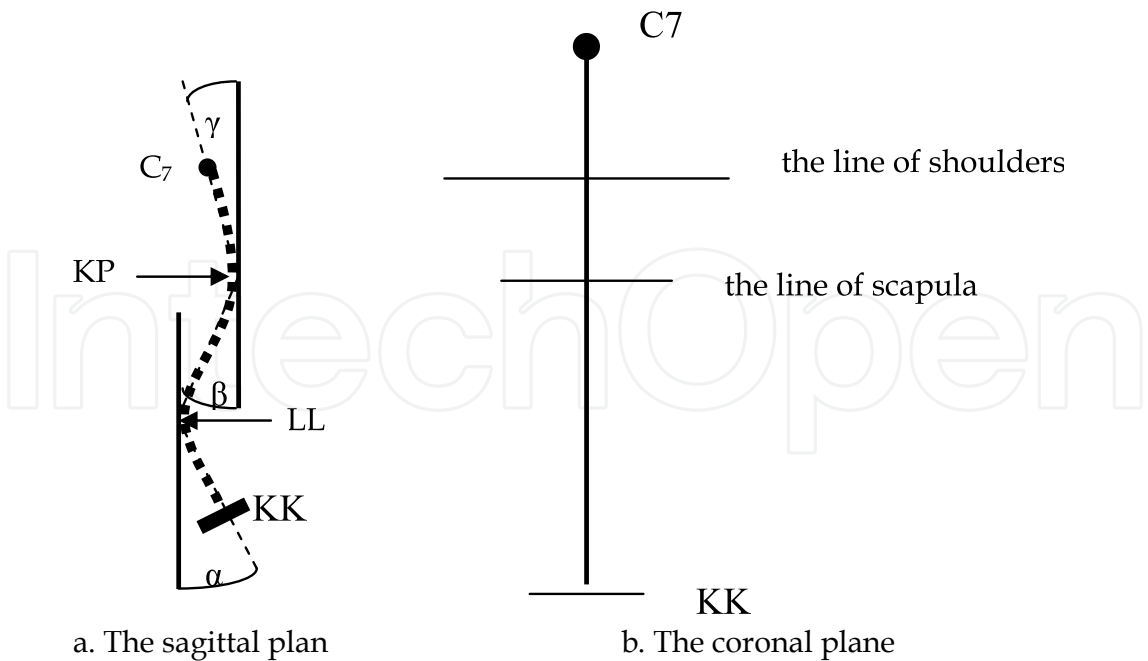 C7
the line of shoulders
γ
C₇
KP
the line of scapula
IntechOpen
β
LL
KK
α
KK
a. The sagittal plan
b. The coronal plane